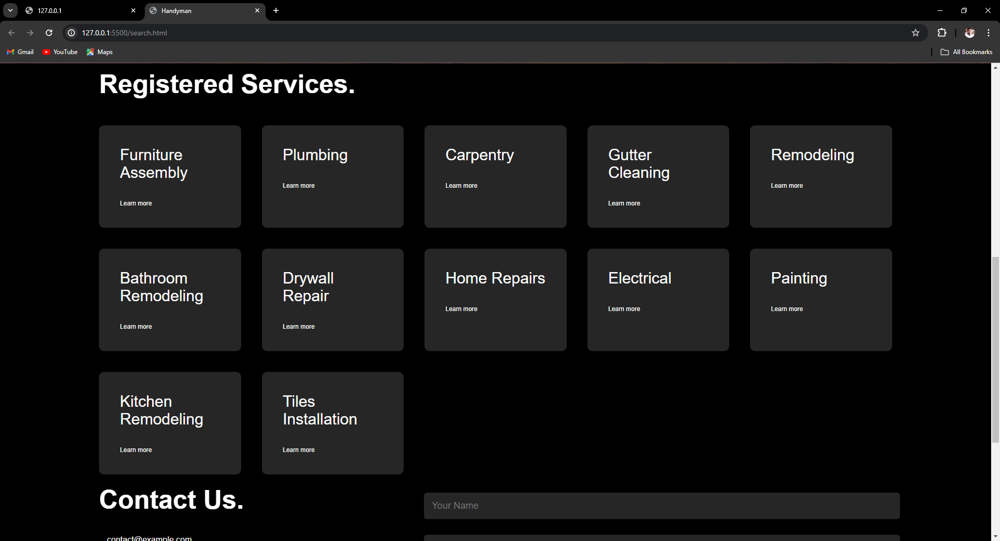 127.0.0.1
Handyman
127.0.0.1:5500/search.html
Gmail
YouTube
Maps
All Bookmarks
Registered Services.
Furniture
Assembly
Learn more
Plumbing
Learn more
Carpentry
Learn more
Gutter
Cleaning
Learn more
Remodeling
Learn more
Bathroom
Remodeling
Learn more
Drywall
Repair
Learn more
Home Repairs
Learn more
Electrical
Learn more
Painting
Learn more
Kitchen
Remodeling
Learn more
Tiles
Installation
Learn more
Contact Us.
contact@example.com
Your Name